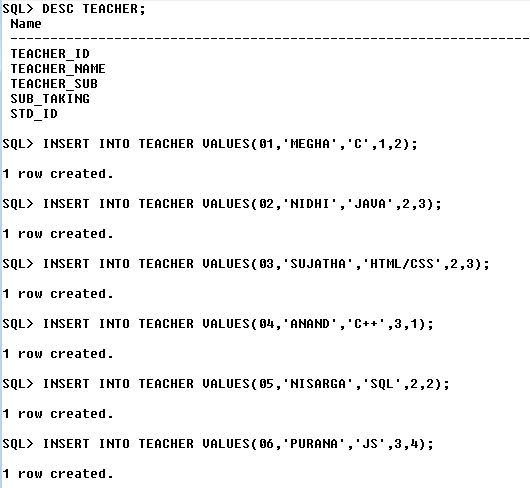 SQL> DESC TEACHER;
Name
--------------------------------------------------------------------
TEACHER_ID
TEACHER_NAME
TEACHER_SUB
SUB_TAKING
STD_ID
SQL> INSERT INTO TEACHER VALUES(01,'MEGHA','C',1,2);
1 row created.
SQL> INSERT INTO TEACHER VALUES(02,'NIDHI','JAVA',2,3);
1 row created.
SQL> INSERT INTO TEACHER VALUES(03,'SUJATHA','HTML/CSS',2,3);
1 row created.
SQL> INSERT INTO TEACHER VALUES(04,'ANAND','C++',3,1);
1 row created.
SQL> INSERT INTO TEACHER VALUES(05,'NISARGA','SQL',2,2);
1 row created.
SQL> INSERT INTO TEACHER VALUES(06,'PURANA','JS',3,4);
1 row created.